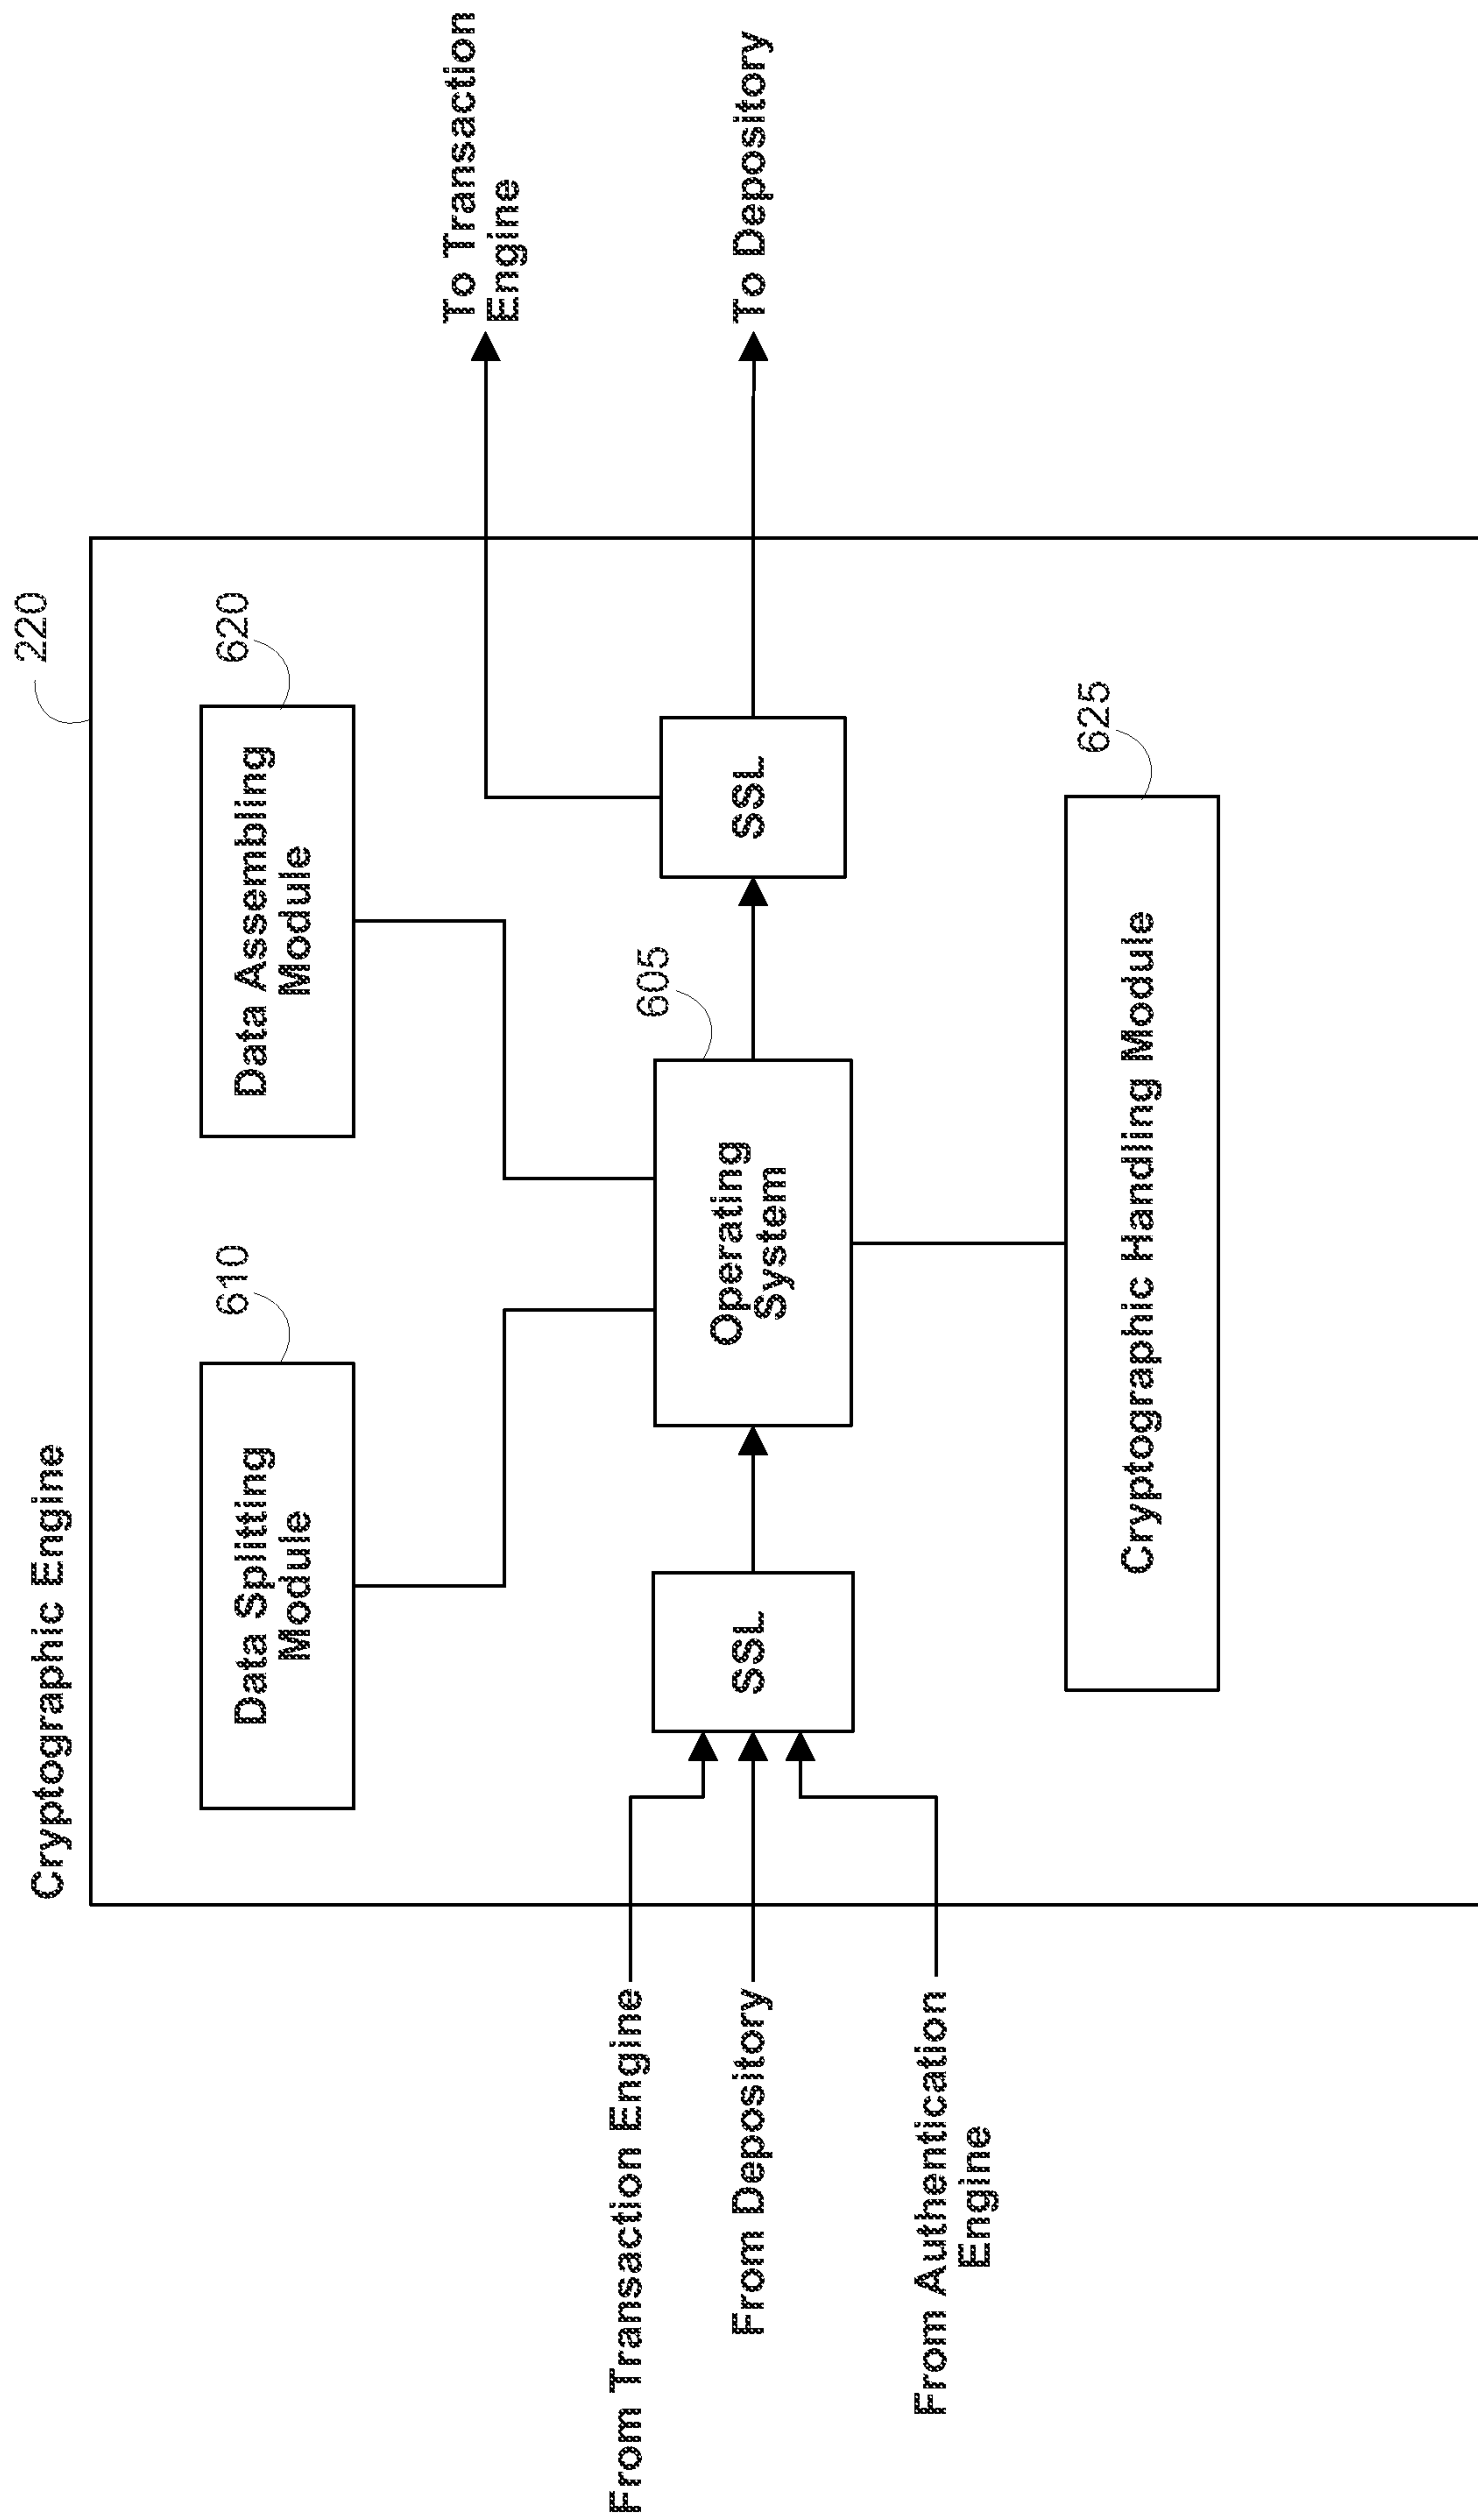 Cryptographic Engine
220
Data Splitting
Module
610
Data Assembling
Module
620
To Transaction
Engine
From Transaction Engine
From Depository
From Authentication
Engine
SSL
Operating
System
605
SSL
To Depository
Cryptographic Handling Module
625